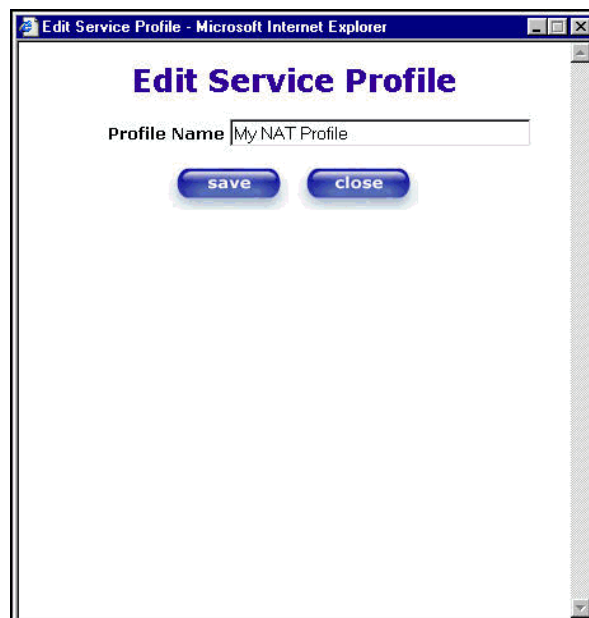 Edit Service Profile - Microsoft Internet Explorer
Edit Service Profile
Profile Name My NAT Profile
save close